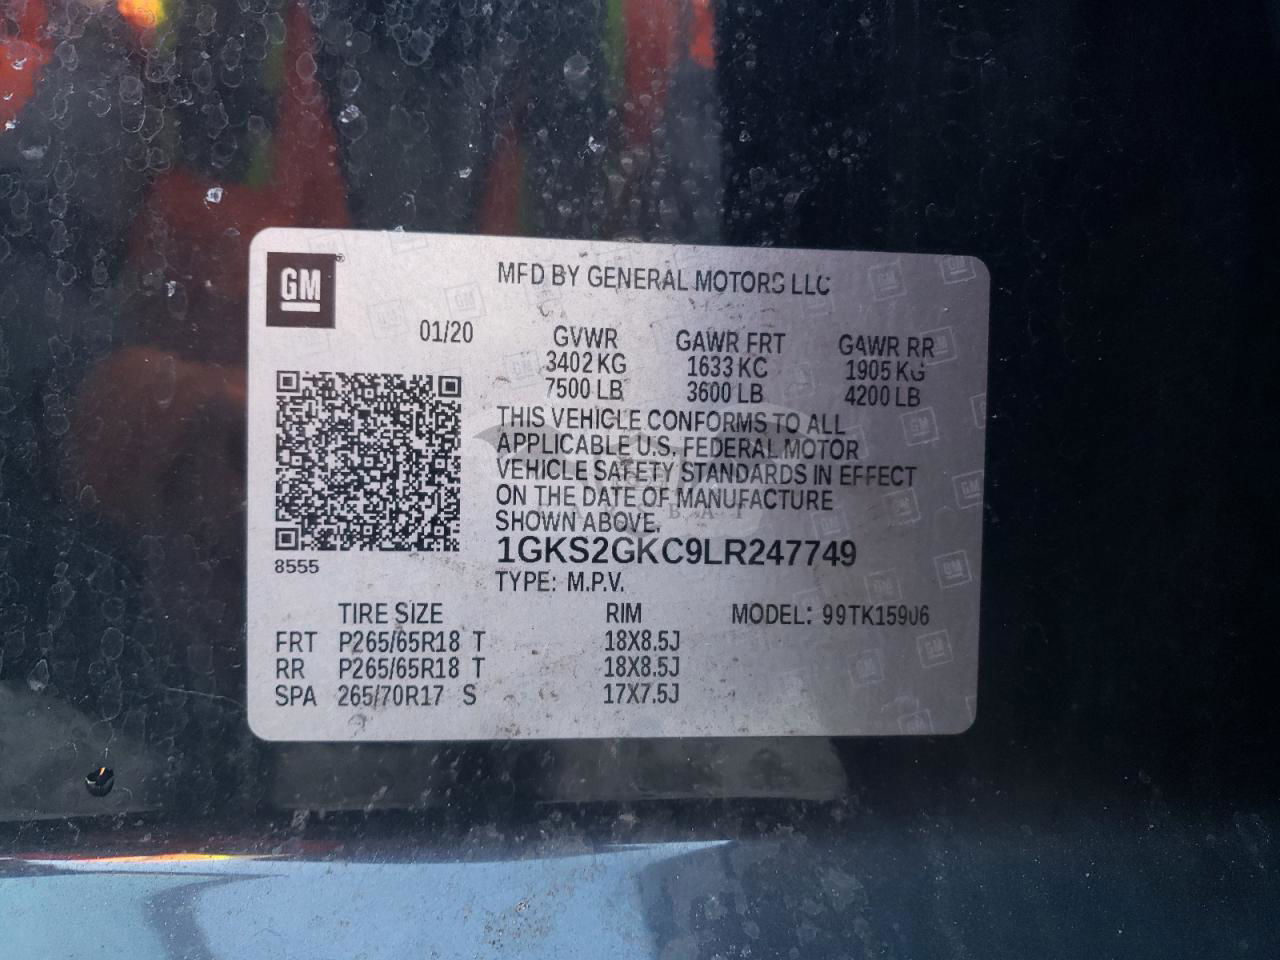 GM
MFD BY GENERAL MOTORS LLC
01/20 GVWR GAWR FRT GAWR RR
3402 KG 1633 KG 1905 KG
7500 LB 3600 LB 4200 LB
THIS VEHICLE CONFORMS TO ALL
APPLICABLE U.S. FEDERAL MOTOR
VEHICLE SAFETY STANDARDS IN EFFECT
ON THE DATE OF MANUFACTURE
SHOWN ABOVE.
1GKS2GKC9LR247749
8555
TYPE: M.P.V.
TIRE SIZE RIM MODEL: 99TK15906
FRT P265/65R18 T 18X8.5J
RR P265/65R18 T 18X8.5J
SPA 265/70R17 S 17X7.5J